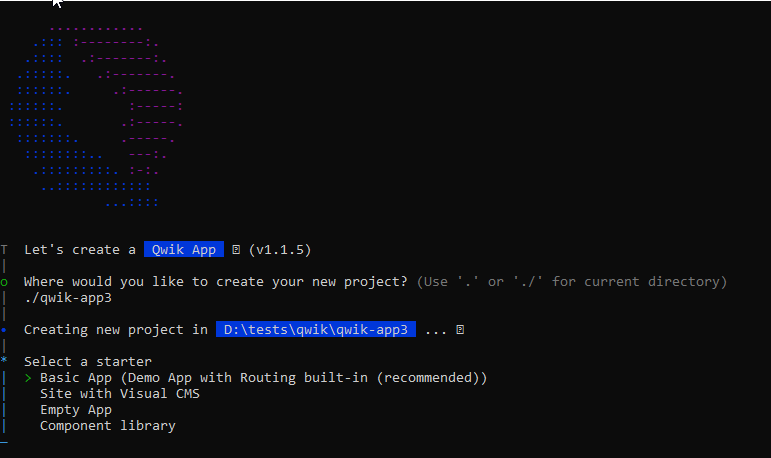 Let's create a Qwik App (v1.1.5)
Where would you like to create your new project? (Use '.' or './' for current directory)
./qwik-app3
Creating new project in D:\tests\qwik\qwik-app3 ...
Select a starter
> Basic App (Demo App with Routing built-in (recommended))
Site with Visual CMS
Empty App
Component library